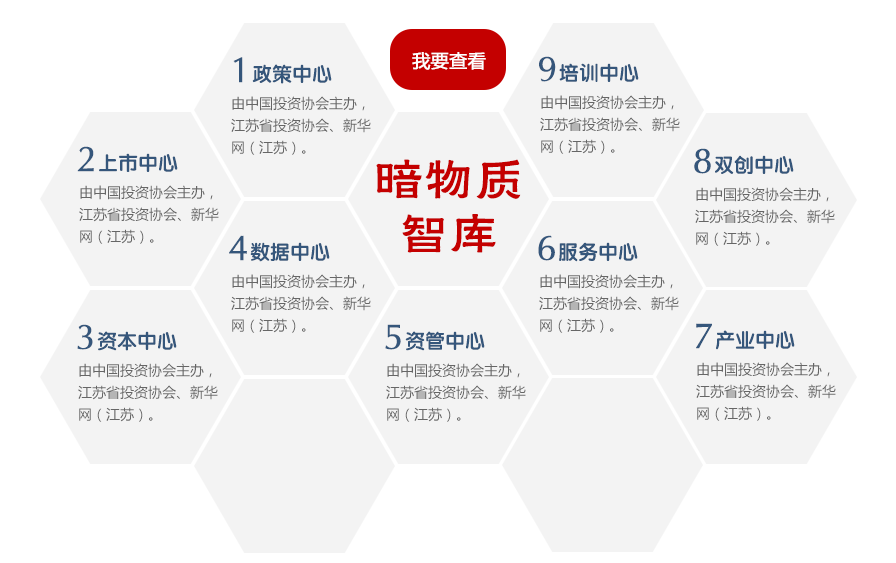 我要查看
暗物质
智库
1 政策中心
由中国投资协会主办，
江苏省投资协会、新华
网（江苏）。
2 上市中心
由中国投资协会主办，
江苏省投资协会、新华
网（江苏）。
3 资本中心
由中国投资协会主办，
江苏省投资协会、新华
网（江苏）。
4 数据中心
由中国投资协会主办，
江苏省投资协会、新华
网（江苏）。
5 资管中心
由中国投资协会主办，
江苏省投资协会、新华
网（江苏）。
6 服务中心
由中国投资协会主办，
江苏省投资协会、新华
网（江苏）。
7 产业中心
由中国投资协会主办，
江苏省投资协会、新华
网（江苏）。
8 双创中心
由中国投资协会主办，
江苏省投资协会、新华
网（江苏）。
9 培训中心
由中国投资协会主办，
江苏省投资协会、新华
网（江苏）。